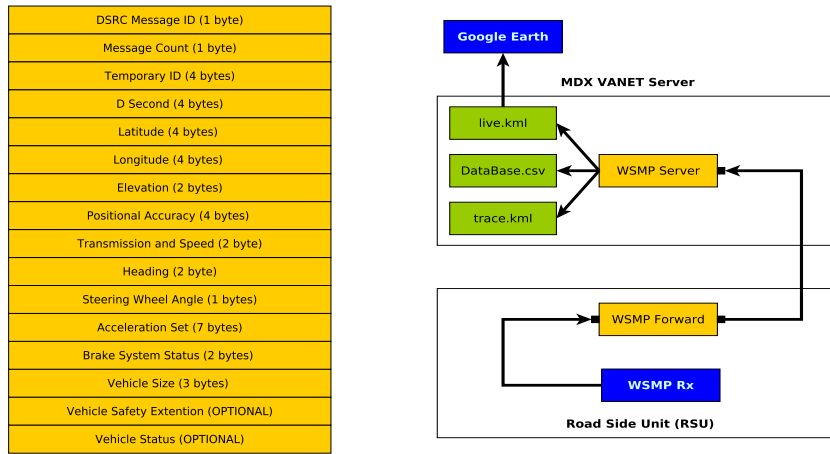 DSRC Message ID (1 byte)
Message Count (1 byte)
Temporary ID (4 bytes)
D Second (4 bytes)
Latitude (4 bytes)
Longitude (4 bytes)
Elevation (2 bytes)
Positional Accuracy (4 bytes)
Transmission and Speed (2 byte)
Heading (2 byte)
Steering Wheel Angle (1 bytes)
Acceleration Set (7 bytes)
Brake System Status (2 bytes)
Vehicle Size (3 bytes)
Vehicle Safety Extention (OPTIONAL)
Vehicle Status (OPTIONAL)
Google Earth
MDX VANET Server
live.kml
DataBase.csv
WSMP Server
trace.kml
WSMP Forward
WSMP Rx
Road Side Unit (RSU)